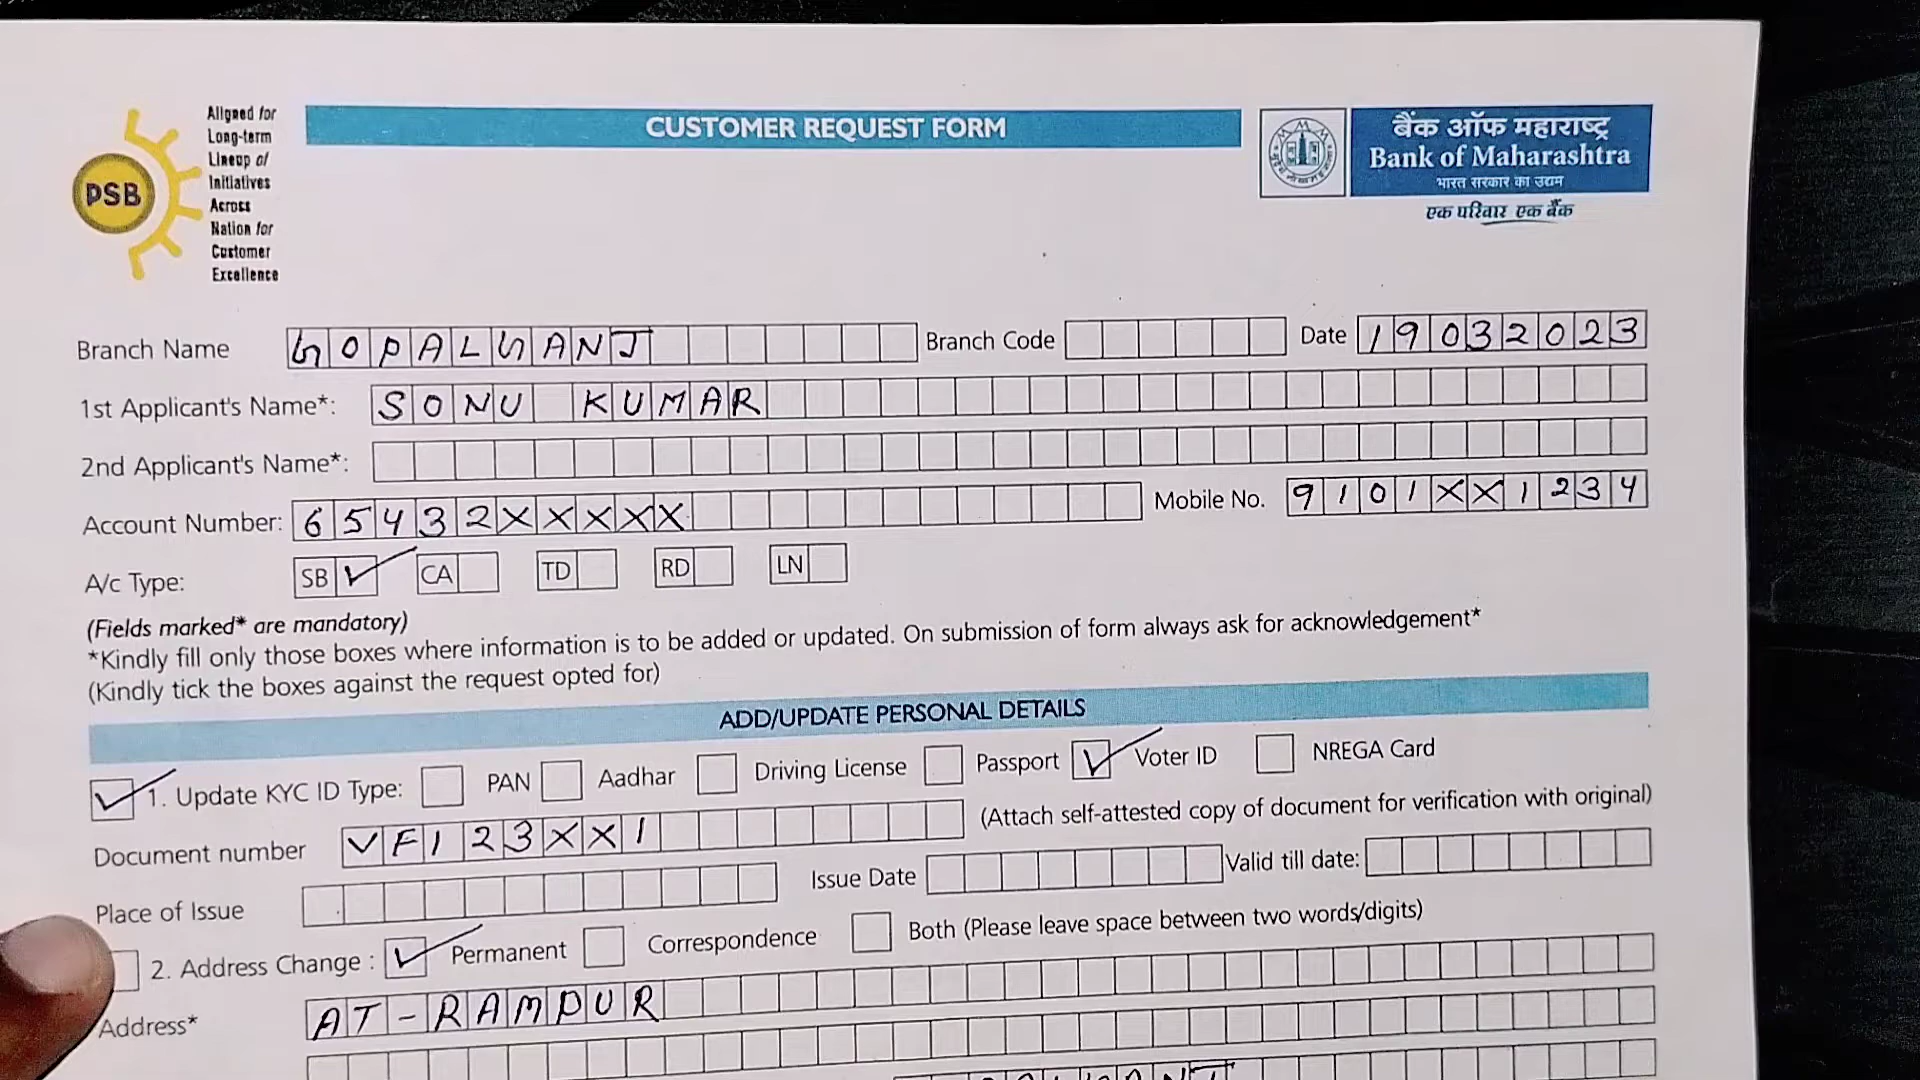 Aligned for
Long-term
Lineup of
Initiatives
Across
Nation for
Customer
Excellence
PSB
CUSTOMER REQUEST FORM
बैंक ऑफ महाराष्ट्र
Bank of Maharashtra
भारत सरकार का उद्यम
एक परिवार एक बैंक
Branch Name GOPALGANJ Branch Code Date 19032023
1st Applicant's Name*: SONU KUMAR
2nd Applicant's Name*:
Account Number: 65432XXXXX Mobile No. 9101XX1234
A/c Type: SB ✓ CA TD RD LN
(Fields marked* are mandatory)
*Kindly fill only those boxes where information is to be added or updated. On submission of form always ask for acknowledgement*
(Kindly tick the boxes against the request opted for)
ADD/UPDATE PERSONAL DETAILS
✓ 1. Update KYC ID Type: PAN Aadhar Driving License Passport ✓ Voter ID NREGA Card
Document number VF123XX1 (Attach self-attested copy of document for verification with original)
Place of Issue Issue Date Valid till date:
2. Address Change : ✓ Permanent Correspondence Both (Please leave space between two words/digits)
Address* AT-RAMPUR